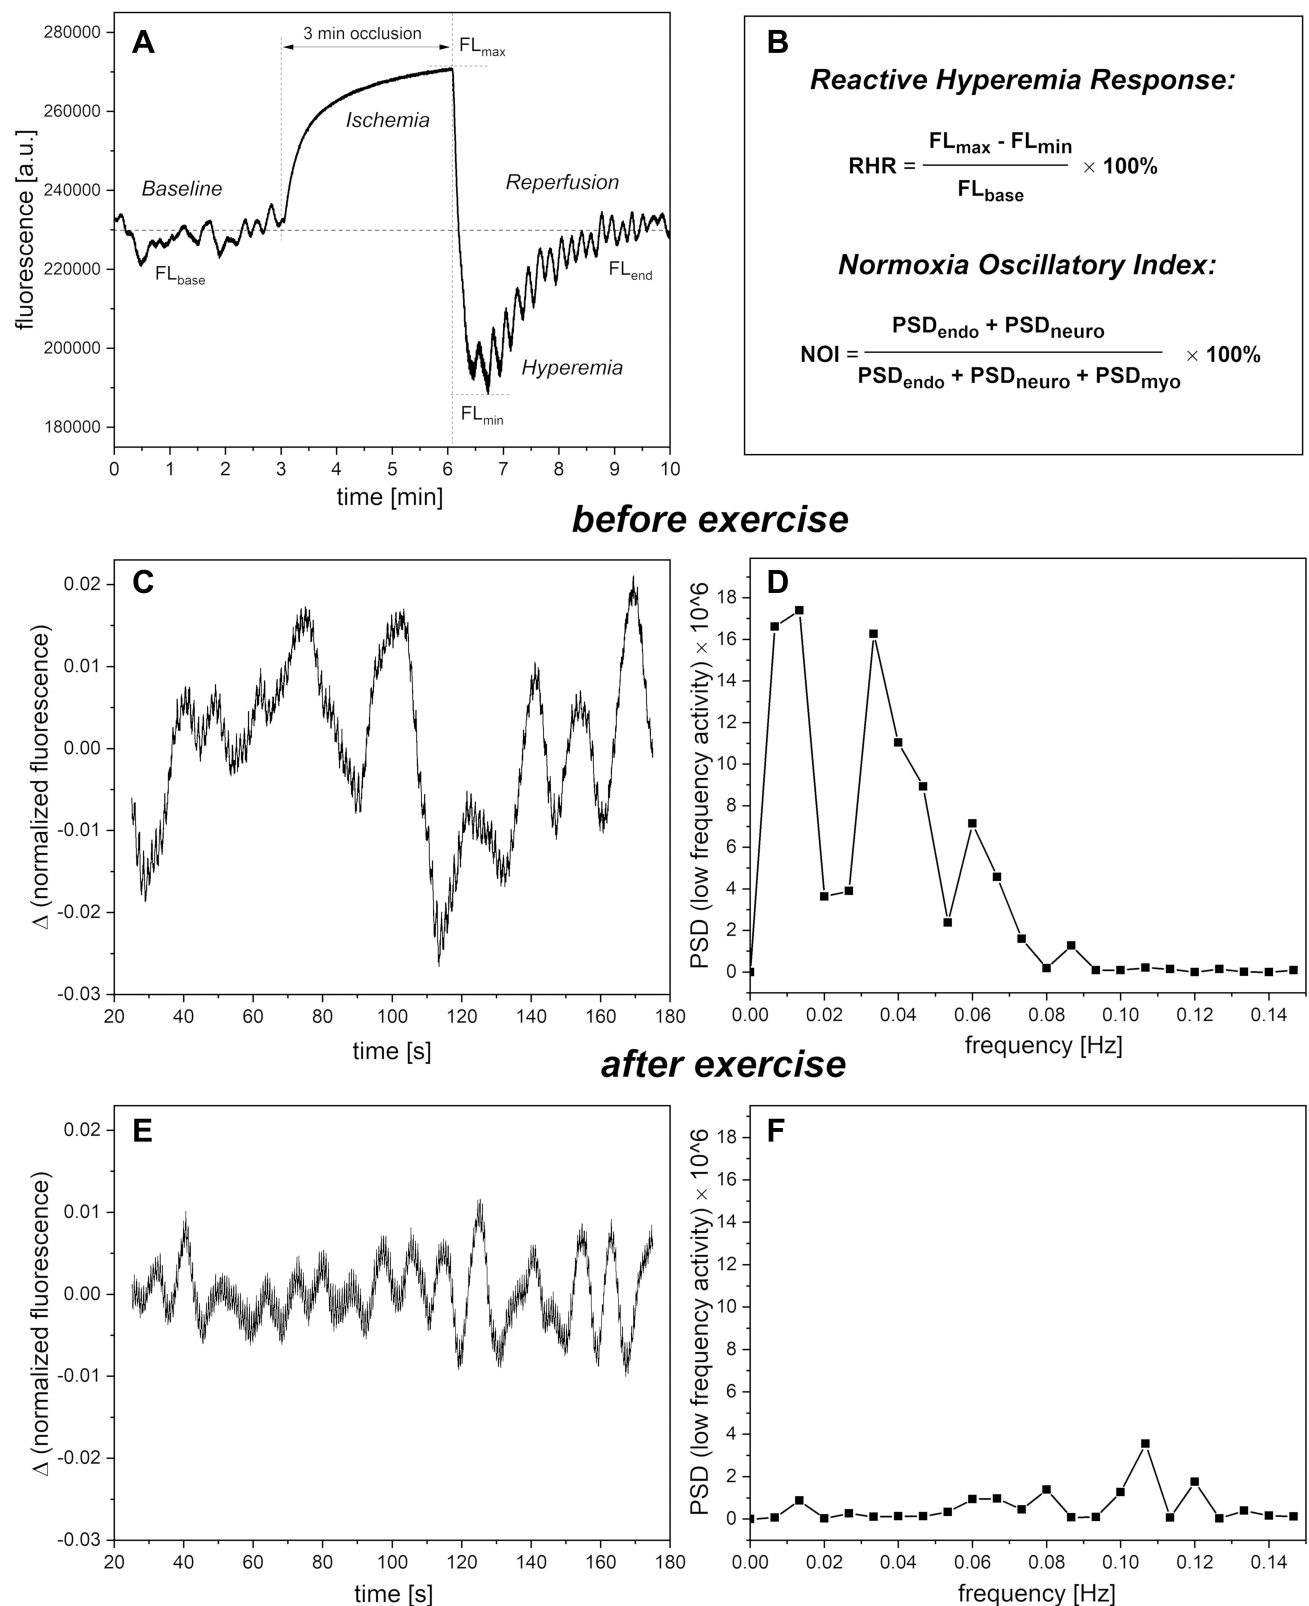 A
3 min occlusion
FLmax
Ischemia
Baseline
Reperfusion
FLbase
FLend
Hyperemia
FLmin
fluorescence [a.u.]
280000
260000
240000
220000
200000
180000
0 1 2 3 4 5 6 7 8 9 10
time [min]
B
Reactive Hyperemia Response:
RHR = FLmax - FLmin / FLbase × 100%
Normoxia Oscillatory Index:
NOI = PSDendo + PSDneuro / PSDendo + PSDneuro + PSDmyo × 100%
before exercise
C
Δ (normalized fluorescence)
0.02
0.01
0.00
-0.01
-0.02
-0.03
20 40 60 80 100 120 140 160 180
time [s]
D
PSD (low frequency activity) × 10^6
18
16
14
12
10
8
6
4
2
0
0.00 0.02 0.04 0.06 0.08 0.10 0.12 0.14
frequency [Hz]
after exercise
E
Δ (normalized fluorescence)
0.02
0.01
0.00
-0.01
-0.02
-0.03
20 40 60 80 100 120 140 160 180
time [s]
F
PSD (low frequency activity) × 10^6
18
16
14
12
10
8
6
4
2
0
0.00 0.02 0.04 0.06 0.08 0.10 0.12 0.14
frequency [Hz]